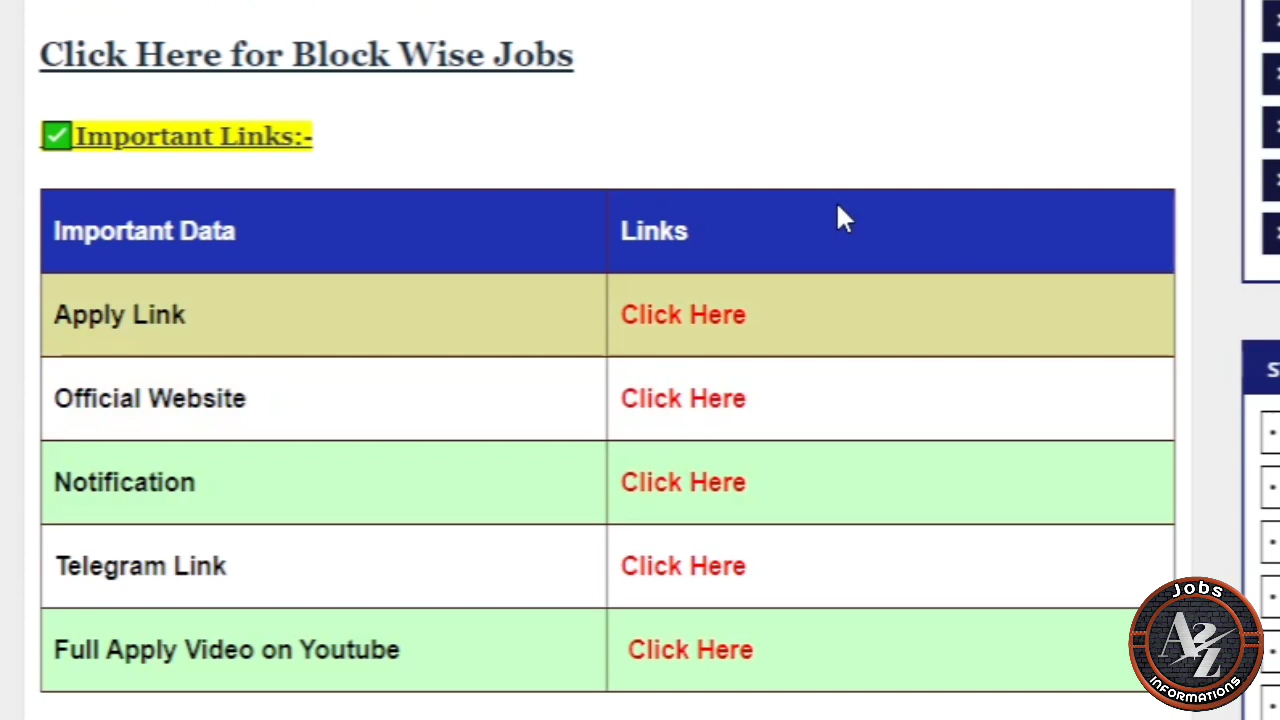 Click Here for Block Wise Jobs
✅Important Links:-
Important Data Links
Apply Link Click Here
Official Website Click Here
Notification Click Here
Telegram Link Click Here
Full Apply Video on Youtube Click Here
Jobs
A2Z
INFORMATIONS